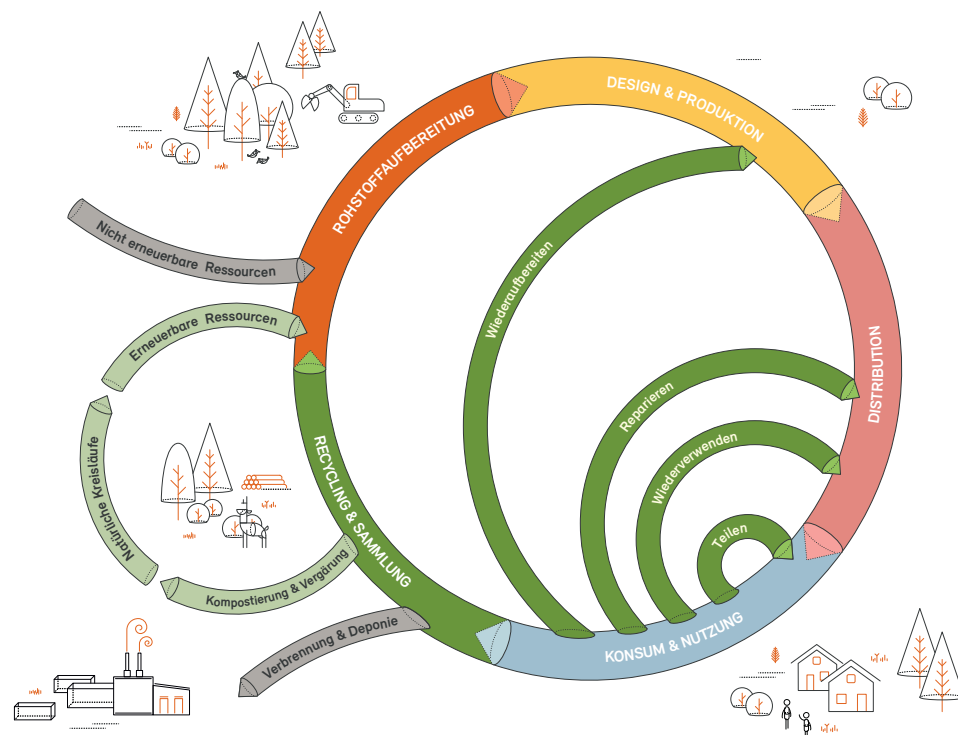 DESIGN & PRODUKTION
ROHSTOFFAUFBEREITUNG
Nicht erneuerbare Ressourcen
Wiederaufbereiten
Erneuerbare Ressourcen
DISTRIBUTION
Reparieren
Wiederverwenden
Natürliche Kreisläufe
RECYCLING & SAMMLUNG
Teilen
Kompostierung & Vergärung
Verbrennung & Deponie
KONSUM & NUTZUNG